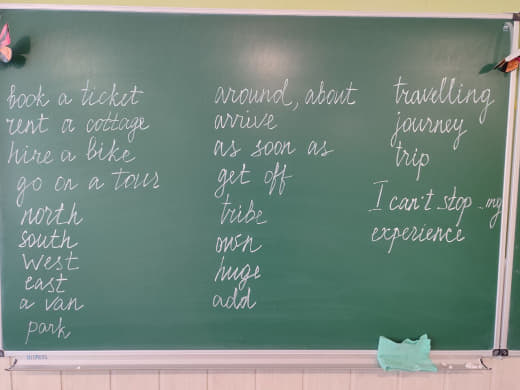 book a ticket
rent a cottage
hire a bike
go on a tour
north
south
west
east
a van
park
around, about
arrive
as soon as
get off
tribe
own
huge
add
travelling
journey
trip
I can't stop my
experience